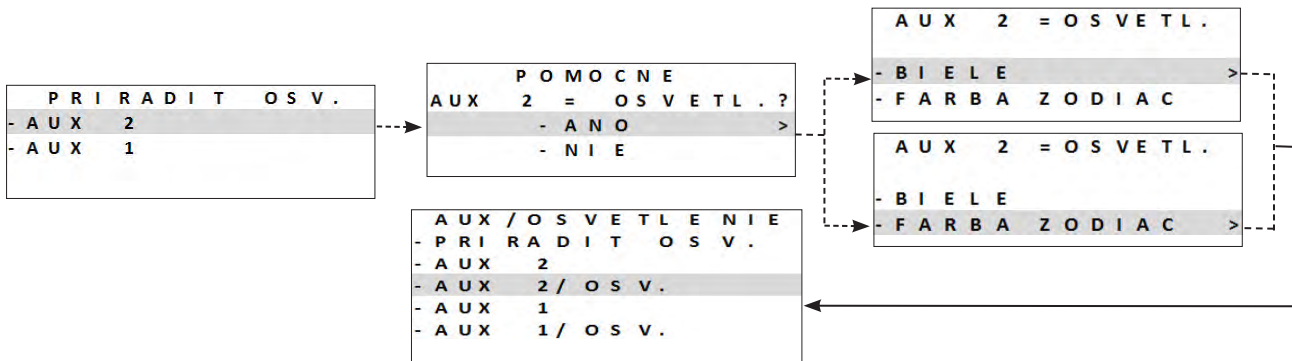 PRIRADIT OSV.
- AUX 2
- AUX 1
POMOCNE
AUX 2 = OSVETL.?
- ANO >
- NIE
AUX 2 =OSVETL.
- BIELE >
- FARBA ZODIAC
AUX 2 =OSVETL.
- BIELE
- FARBA ZODIAC >
AUX/OSVETLENIE
- PRIRADIT OSV.
- AUX 2
- AUX 2/ OSV.
- AUX 1
- AUX 1/ OSV.